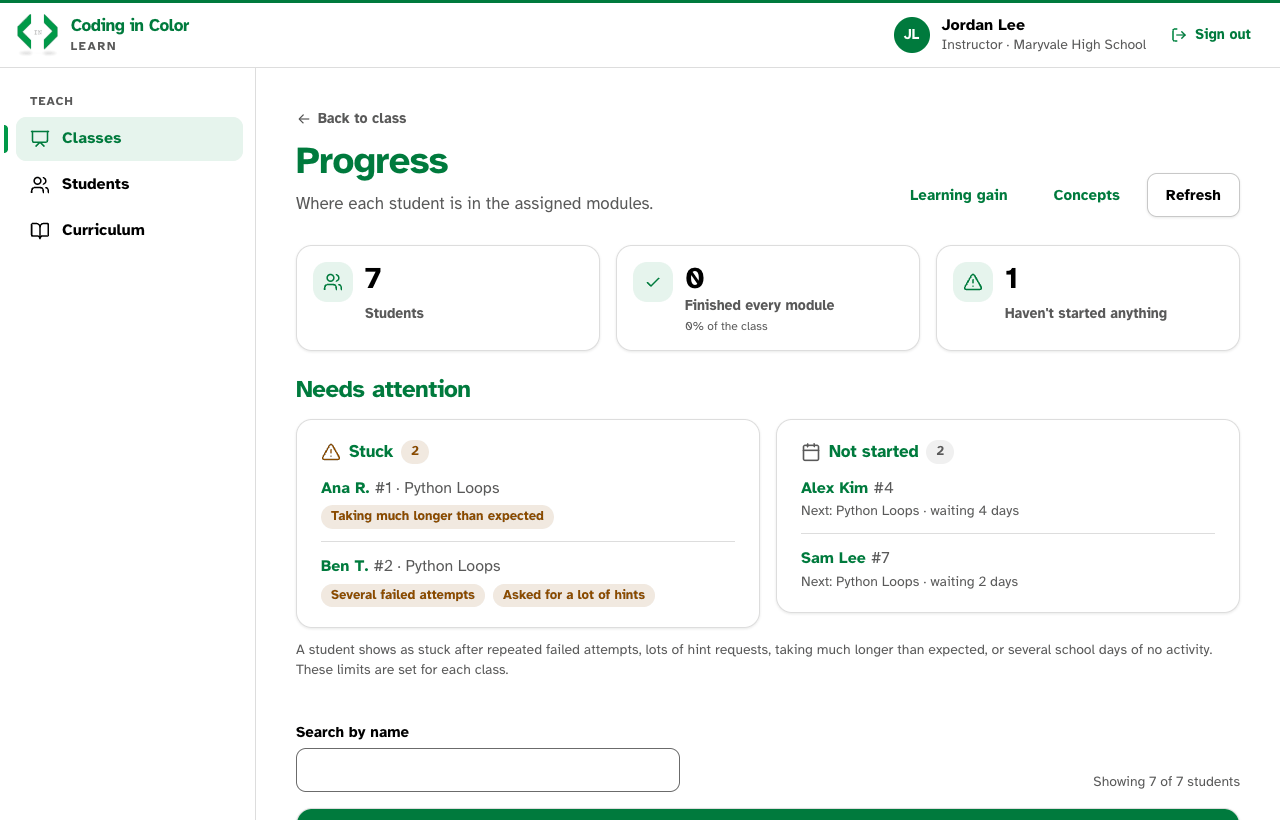 Coding in Color
LEARN
JL
Jordan Lee
Instructor · Maryvale High School
Sign out
TEACH
Classes
Students
Curriculum
Back to class
Progress
Where each student is in the assigned modules.
Learning gain
Concepts
Refresh
7
Students
0
Finished every module
0% of the class
1
Haven't started anything
Needs attention
Stuck 2
Ana R. #1 · Python Loops
Taking much longer than expected
Ben T. #2 · Python Loops
Several failed attempts Asked for a lot of hints
Not started 2
Alex Kim #4
Next: Python Loops · waiting 4 days
Sam Lee #7
Next: Python Loops · waiting 2 days
A student shows as stuck after repeated failed attempts, lots of hint requests, taking much longer than expected, or several school days of no activity.
These limits are set for each class.
Search by name
Showing 7 of 7 students